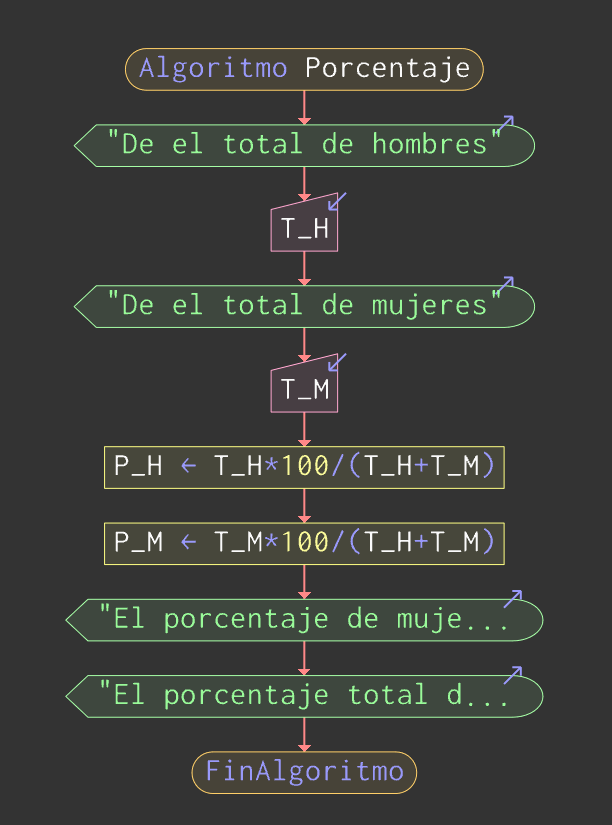 Algoritmo Porcentaje
"De el total de hombres"
T_H
"De el total de mujeres"
T_M
P_H ← T_H*100/(T_H+T_M)
P_M ← T_M*100/(T_H+T_M)
"El porcentaje de muje...
"El porcentaje total d...
FinAlgoritmo